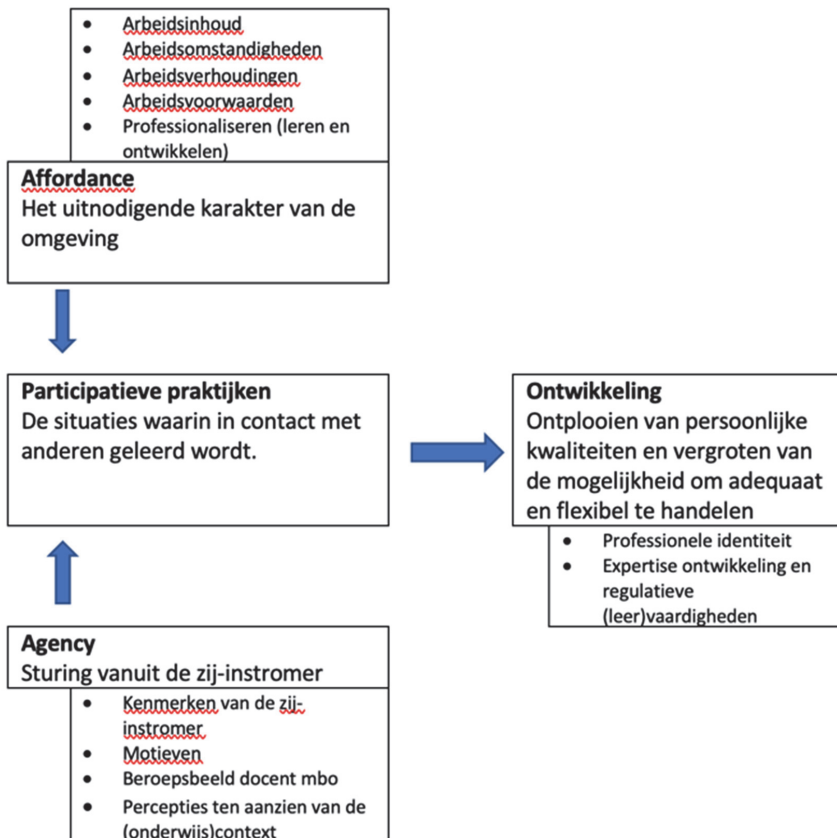 • Arbeidsinhoud
• Arbeidsomstandigheden
• Arbeidsverhoudingen
• Arbeidsvoorwaarden
• Professionaliseren (leren en
ontwikkelen)
Affordance
Het uitnodigende karakter van de
omgeving
Participatieve praktijken
De situaties waarin in contact met
anderen geleerd wordt.
Ontwikkeling
Ontplooien van persoonlijke
kwaliteiten en vergroten van
de mogelijkheid om adequaat
en flexibel te handelen
• Professionele identiteit
• Expertise ontwikkeling en
regulatieve
(leer)vaardigheden
Agency
Sturing vanuit de zij-instromer
• Kenmerken van de zij-
instromer
• Motieven
• Beroepsbeeld docent mbo
• Percepties ten aanzien van de
(onderwijs)context